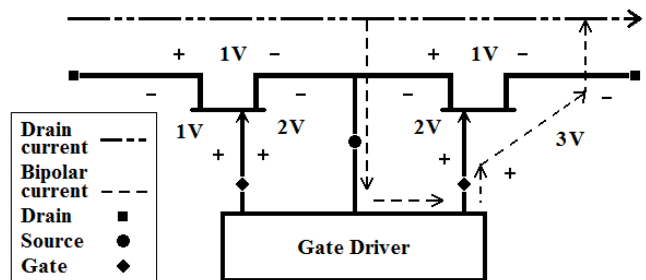 + 1V −
+ 1V −
−
−
−
−
1V
2V
2V
3V
+
+
+
+
Drain
current
Bipolar
current
Drain
Source
Gate
Gate Driver